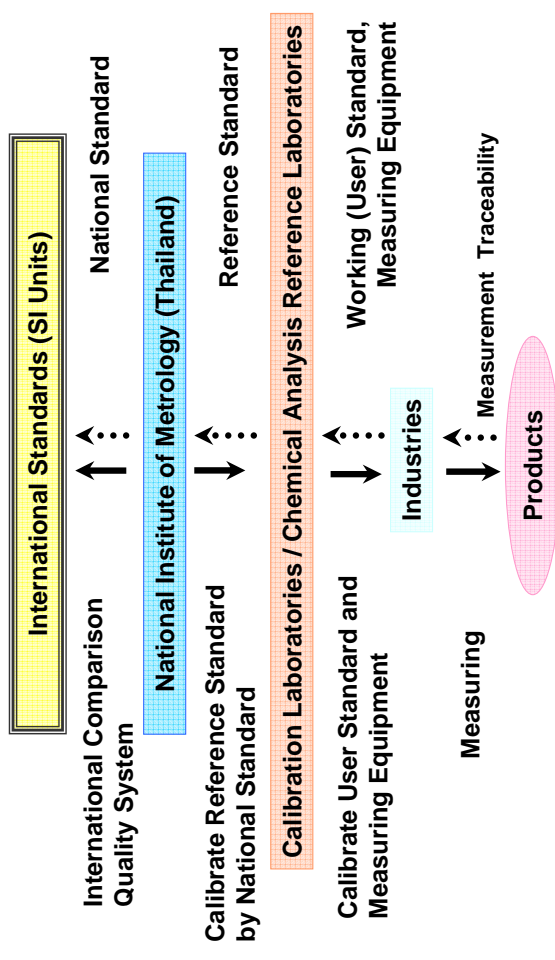 International Standards (SI Units)
International Comparison
Quality System
National Standard
National Institute of Metrology (Thailand)
Calibrate Reference Standard
by National Standard
Reference Standard
Calibration Laboratories / Chemical Analysis Reference Laboratories
Calibrate User Standard and
Measuring Equipment
Working (User) Standard,
Measuring Equipment
Industries
Measuring
Measurement Traceability
Products